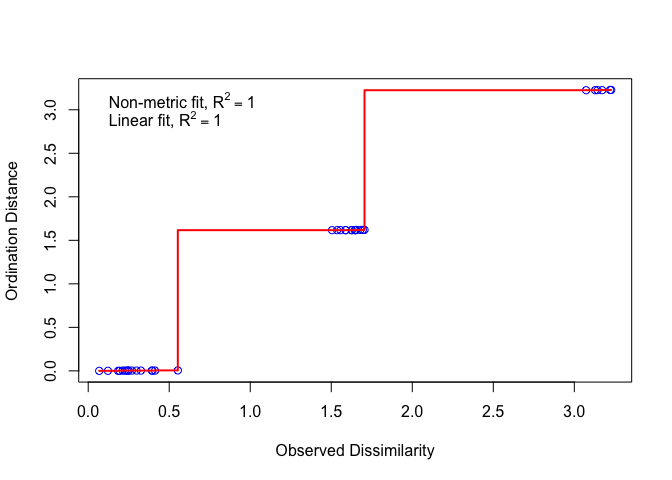 Non-metric fit, R² = 1
Linear fit, R² = 1
Ordination Distance
0.0 0.5 1.0 1.5 2.0 2.5 3.0
0.0 0.5 1.0 1.5 2.0 2.5 3.0
Observed Dissimilarity